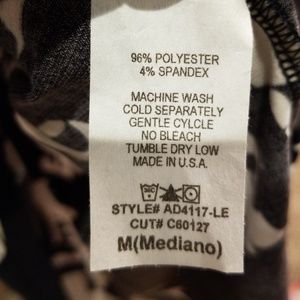 96% POLYESTER
4% SPANDEX
MACHINE WASH
COLD SEPARATELY
GENTLE CYLCLE
NO BLEACH
TUMBLE DRY LOW
MADE IN U.S.A.
STYLE# AD4117-LE
CUT# C60127
M(Mediano)